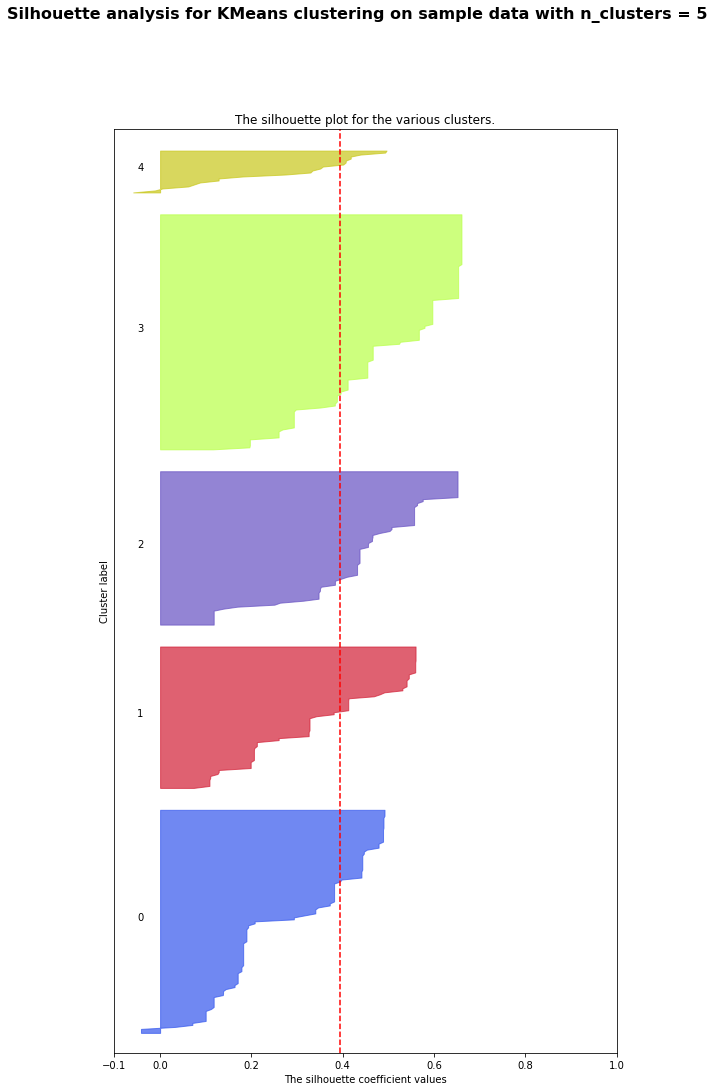 Silhouette analysis for KMeans clustering on sample data with n_clusters = 5
The silhouette plot for the various clusters.
4
3
2
1
0
Cluster label
−0.1 0.0 0.2 0.4 0.6 0.8 1.0
The silhouette coefficient values